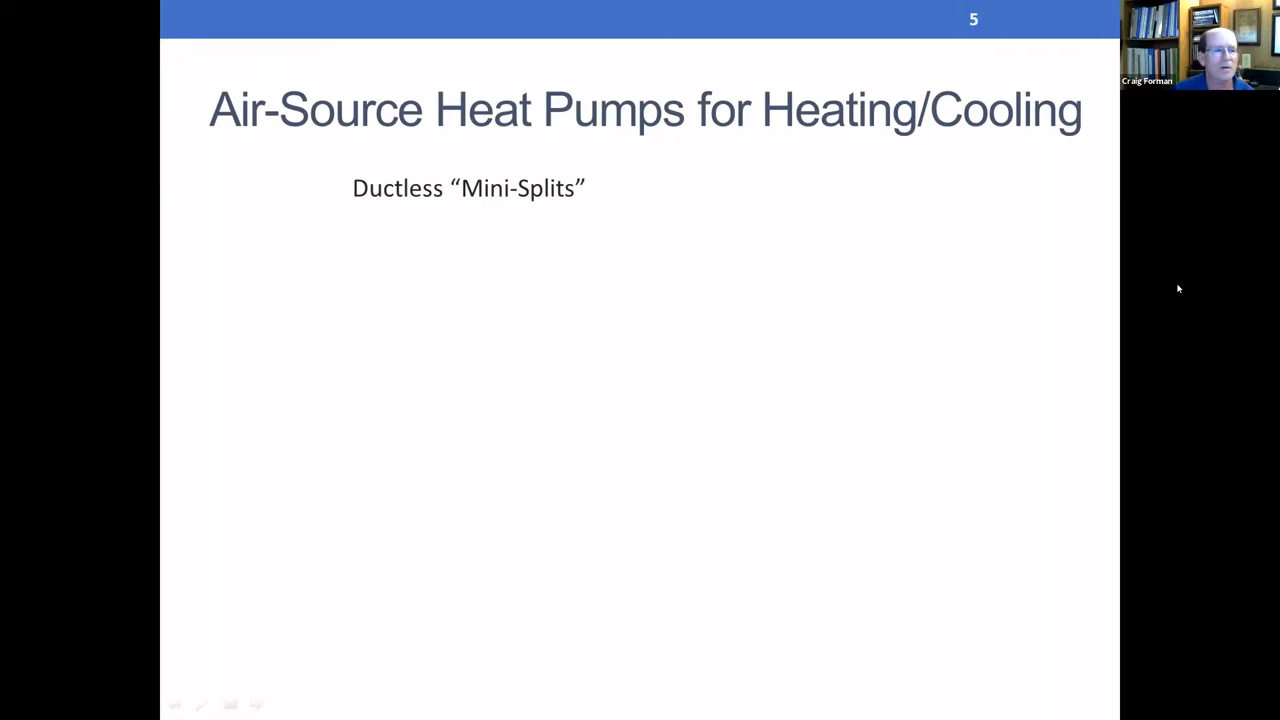 5
Craig Forman
Air-Source Heat Pumps for Heating/Cooling
Ductless “Mini-Splits”